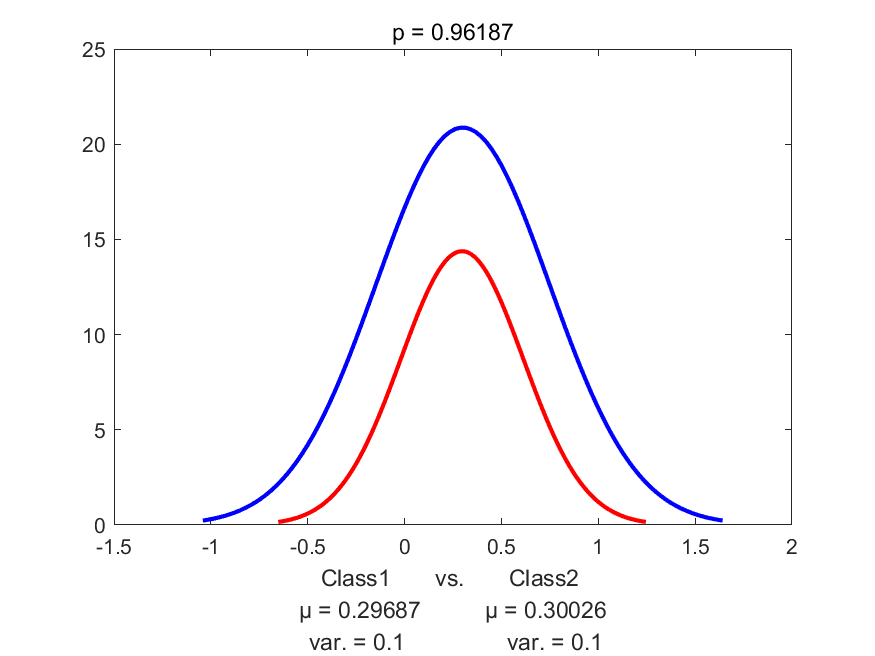 p = 0.96187
25
20
15
10
5
0
-1.5 -1 -0.5 0 0.5 1 1.5 2
Class1 vs. Class2
μ = 0.29687 μ = 0.30026
var. = 0.1 var. = 0.1